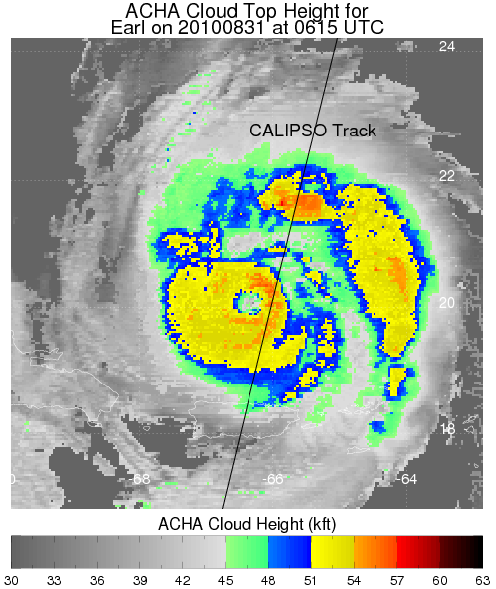 ACHA Cloud Top Height for
Earl on 20100831 at 0615 UTC
24
CALIPSO Track
22
20
18
0 -68 -66 -64
ACHA Cloud Height (kft)
30 33 36 39 42 45 48 51 54 57 60 63